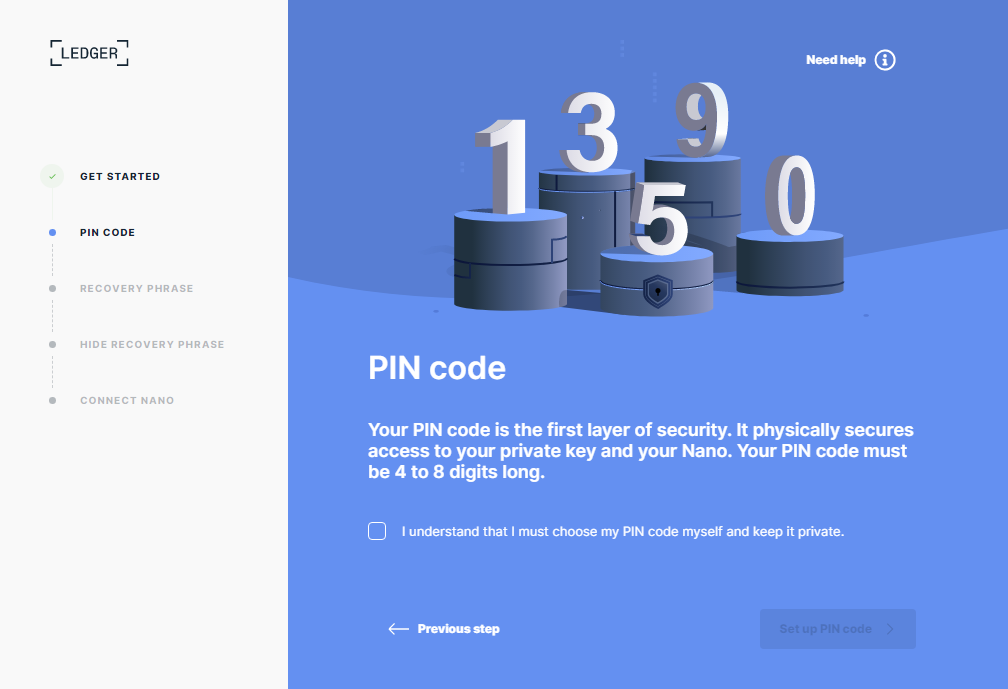 LEDGER
GET STARTED
PIN CODE
RECOVERY PHRASE
HIDE RECOVERY PHRASE
CONNECT NANO
Need help
1 3 9
5 0
PIN code
Your PIN code is the first layer of security. It physically secures
access to your private key and your Nano. Your PIN code must
be 4 to 8 digits long.
I understand that I must choose my PIN code myself and keep it private.
Previous step
Set up PIN code